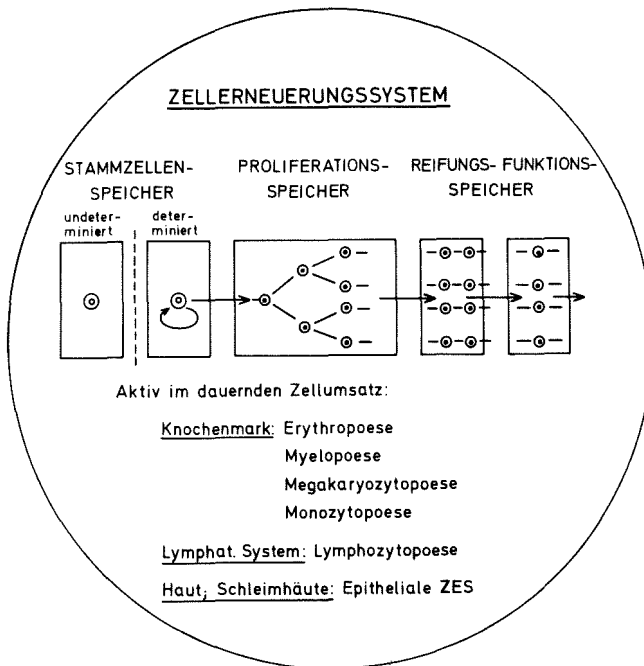 ZELLERNEUERUNGSSYSTEM
STAMMZELLEN-
SPEICHER
PROLIFERATIONS-
SPEICHER
REIFUNGS- FUNKTIONS-
SPEICHER
undeter-
miniert
deter-
miniert
Aktiv im dauernden Zellumsatz:
Knochenmark: Erythropoese
Myelopoese
Megakaryozytopoese
Monozytopoese
Lymphat. System: Lymphozytopoese
Haut; Schleimhäute: Epitheliale ZES